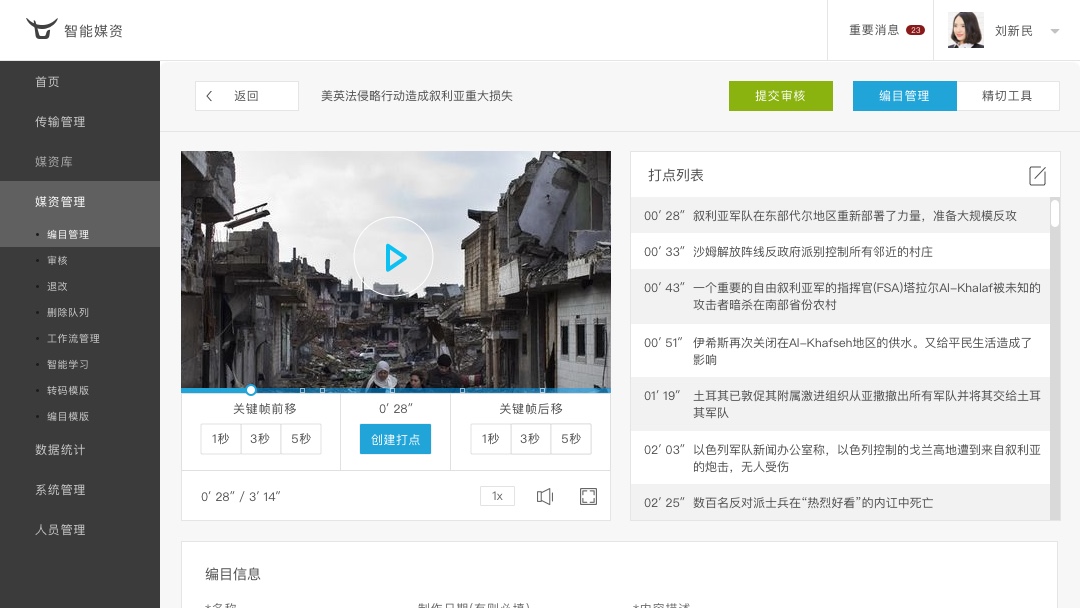 智能媒资
重要消息 23
刘新民
首页
传输管理
媒资库
媒资管理
编目管理
审核
退改
删除队列
工作流管理
智能学习
转码模版
编目模版
数据统计
系统管理
人员管理
返回
美英法侵略行动造成叙利亚重大损失
提交审核
编目管理
精切工具
关键帧前移
1秒 3秒 5秒
0′ 28″
创建打点
关键帧后移
1秒 3秒 5秒
0′ 28″ / 3′ 14″
1x
打点列表
00′ 28″ 叙利亚军队在东部代尔地区重新部署了力量，准备大规模反攻
00′ 33″ 沙姆解放阵线反政府派别控制所有邻近的村庄
00′ 43″ 一个重要的自由叙利亚军的指挥官(FSA)塔拉尔Al-Khalaf被未知的
攻击者暗杀在南部省份农村
00′ 51″ 伊希斯再次关闭在Al-Khafseh地区的供水。又给平民生活造成了
影响
01′ 19″ 土耳其已敦促其附属激进组织从亚撒撤出所有军队并将其交给土耳
其军队
02′ 03″ 以色列军队新闻办公室称，以色列控制的戈兰高地遭到来自叙利亚
的炮击，无人受伤
02′ 25″ 数百名反对派士兵在“热烈好看”的内讧中死亡
编目信息
*名称
制作日期(有则必填)
*内容描述